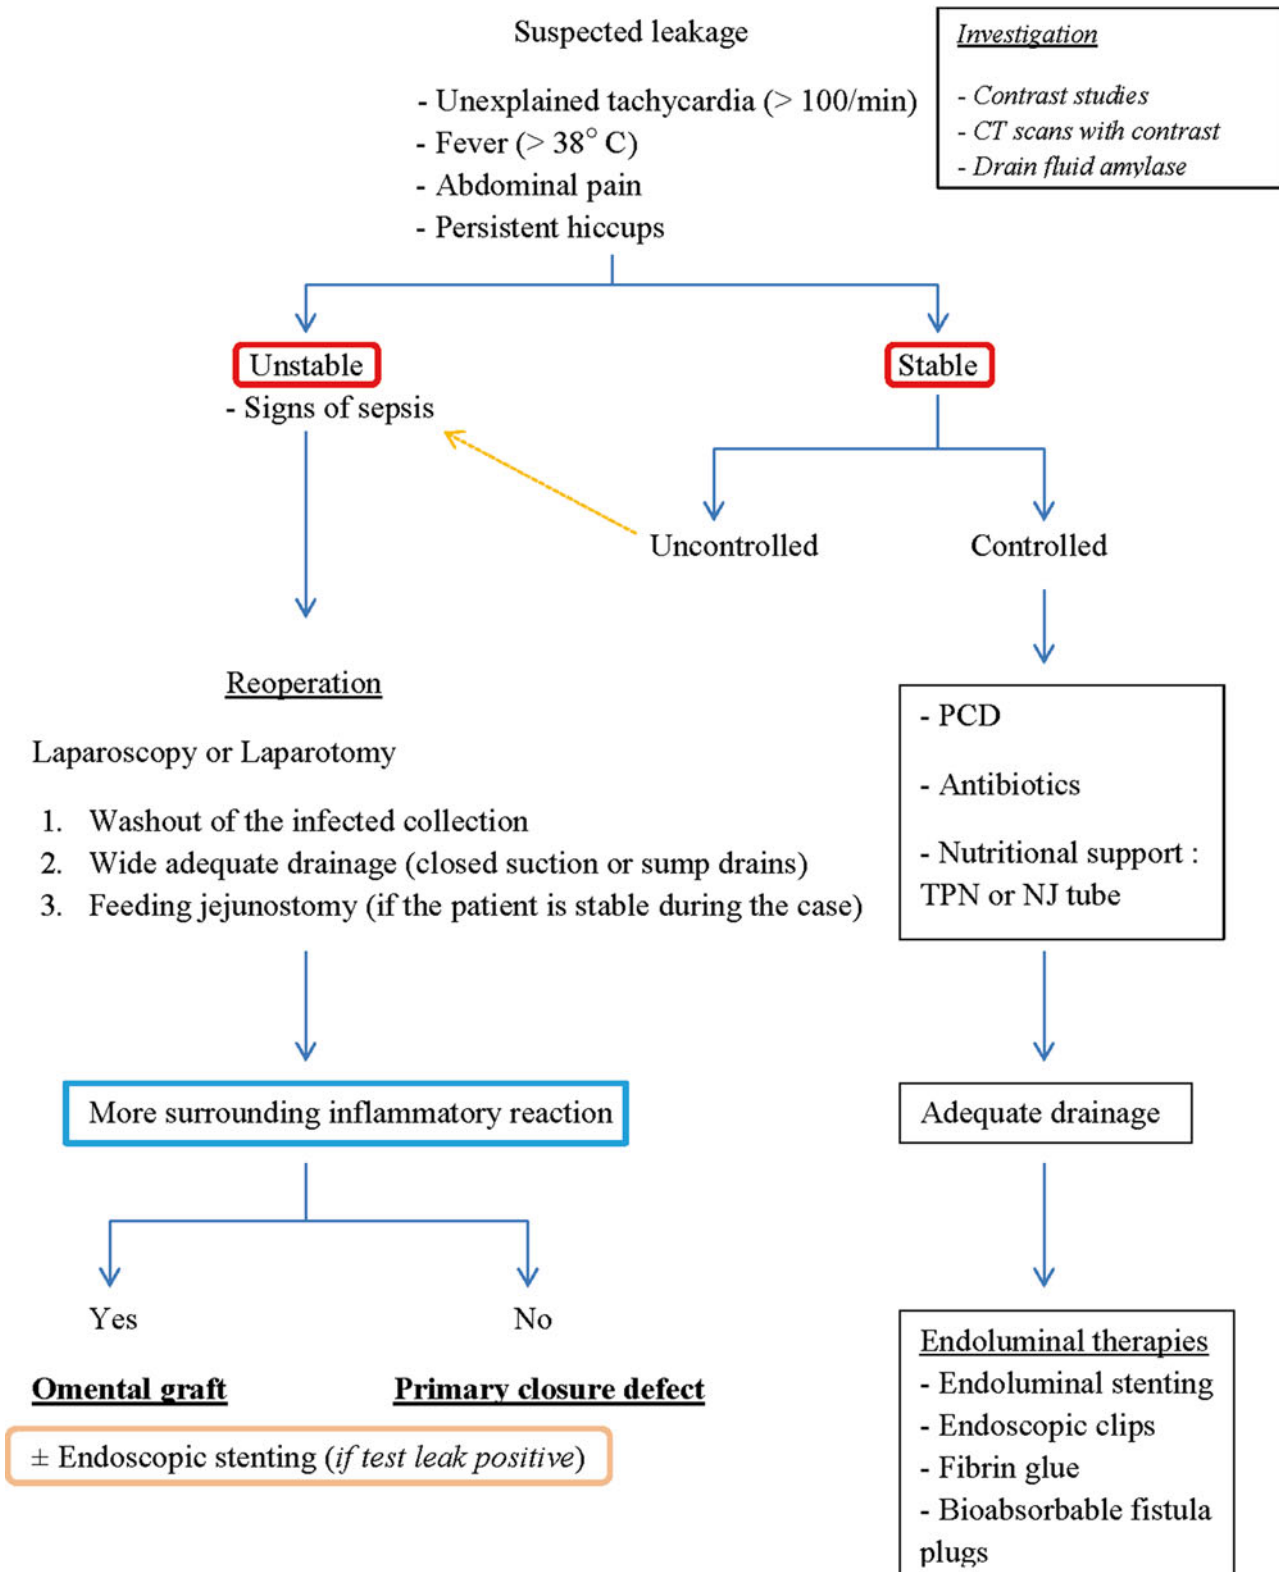 Suspected leakage
- Unexplained tachycardia (> 100/min)
- Fever (> 38° C)
- Abdominal pain
- Persistent hiccups
Investigation
- Contrast studies
- CT scans with contrast
- Drain fluid amylase
Unstable
- Signs of sepsis
Stable
Uncontrolled
Controlled
Reoperation
Laparoscopy or Laparotomy
1. Washout of the infected collection
2. Wide adequate drainage (closed suction or sump drains)
3. Feeding jejunostomy (if the patient is stable during the case)
- PCD
- Antibiotics
- Nutritional support :
TPN or NJ tube
More surrounding inflammatory reaction
Adequate drainage
Yes
No
Omental graft
Primary closure defect
± Endoscopic stenting (if test leak positive)
Endoluminal therapies
- Endoluminal stenting
- Endoscopic clips
- Fibrin glue
- Bioabsorbable fistula
plugs